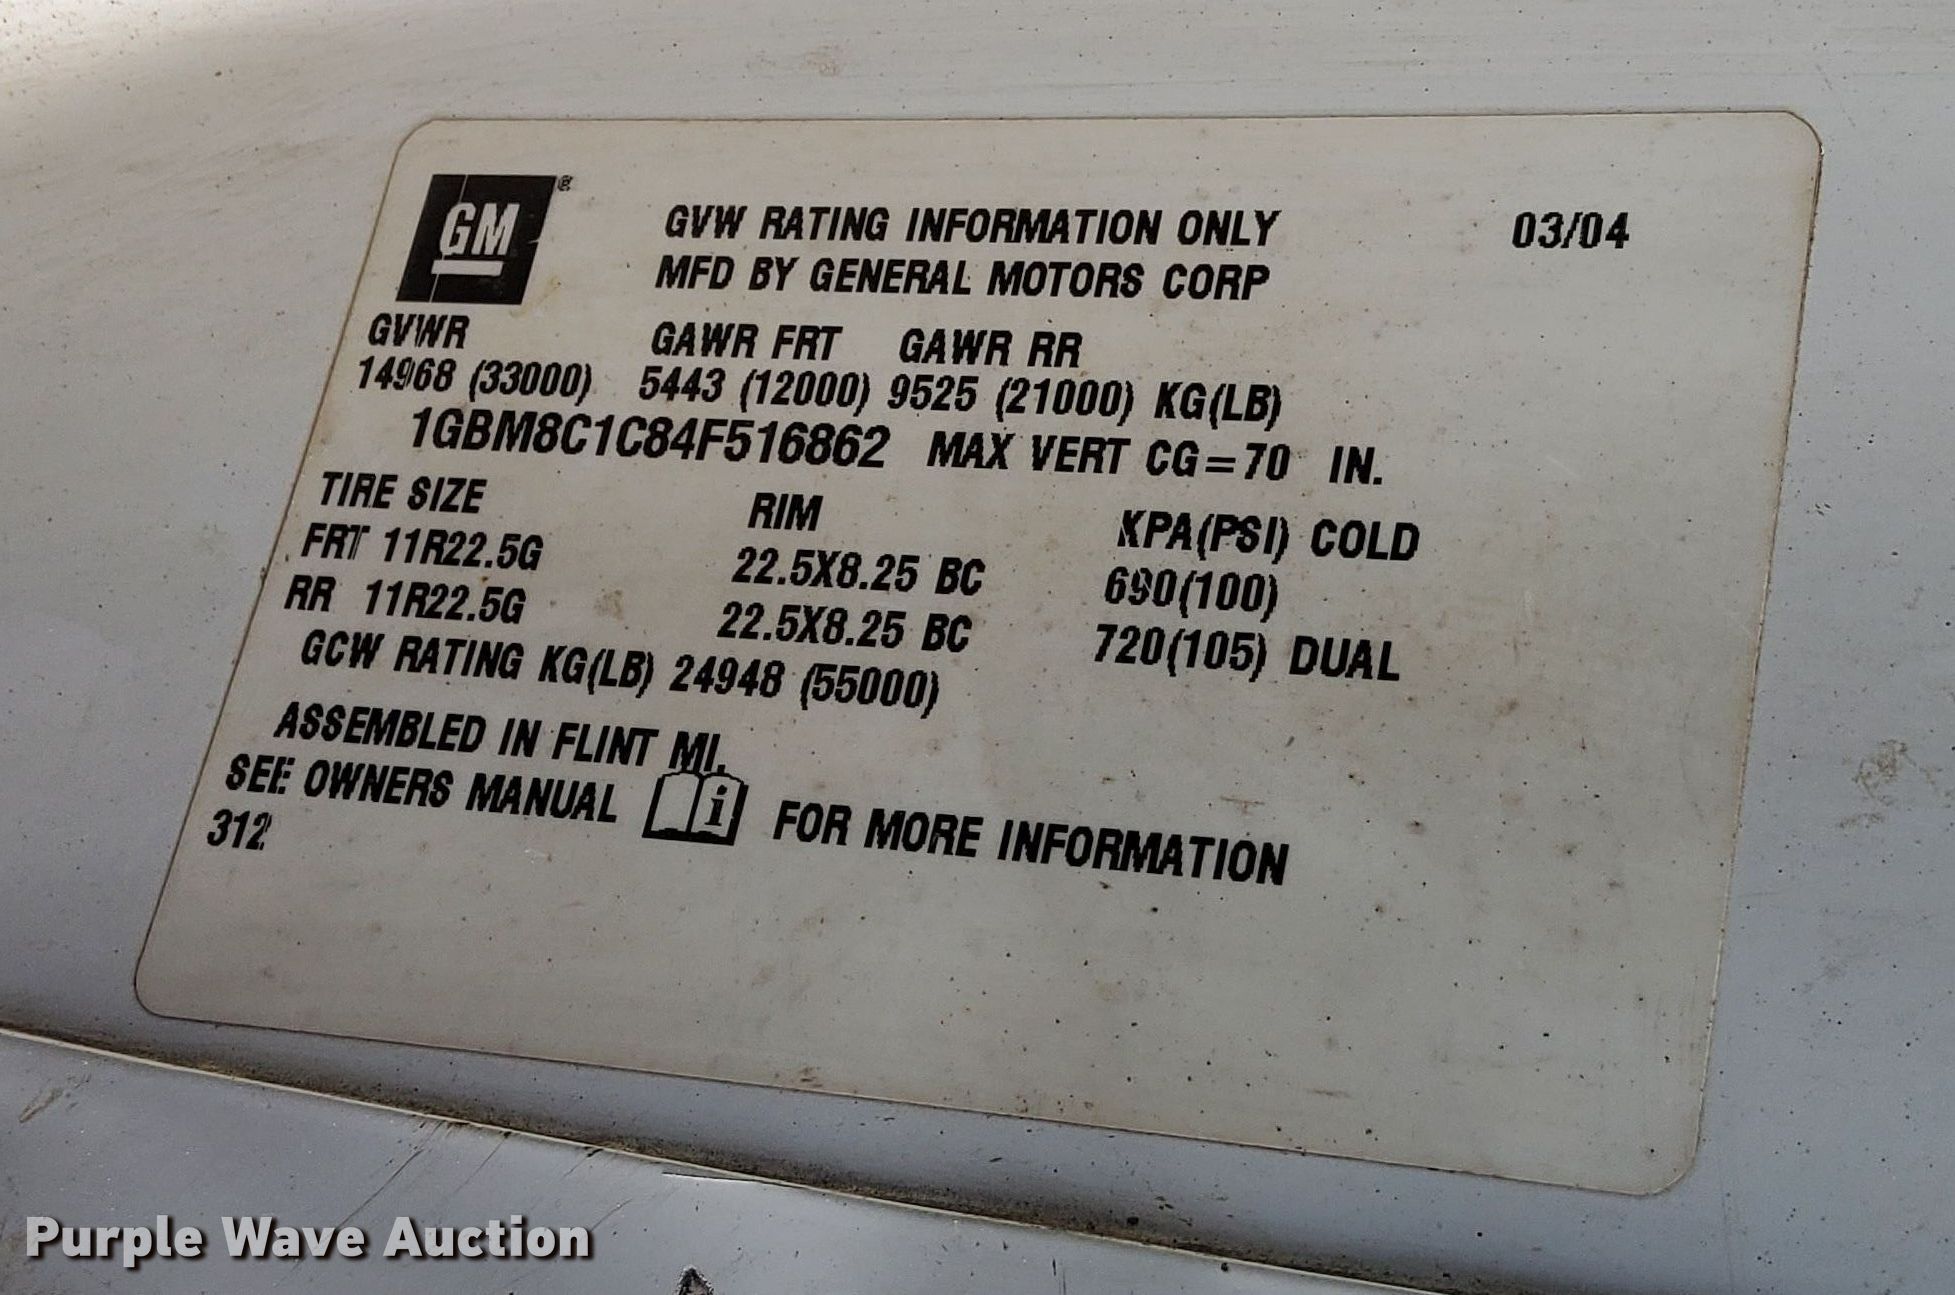 GM®
GVW RATING INFORMATION ONLY 03/04
MFD BY GENERAL MOTORS CORP
GVWR GAWR FRT GAWR RR
14968 (33000) 5443 (12000) 9525 (21000) KG(LB)
1GBM8C1C84F516862 MAX VERT CG=70 IN.
TIRE SIZE RIM KPA(PSI) COLD
FRT 11R22.5G 22.5X8.25 BC 690(100)
RR 11R22.5G 22.5X8.25 BC 720(105) DUAL
GCW RATING KG(LB) 24948 (55000)
ASSEMBLED IN FLINT MI.
SEE OWNERS MANUAL i FOR MORE INFORMATION
312
Purple Wave Auction